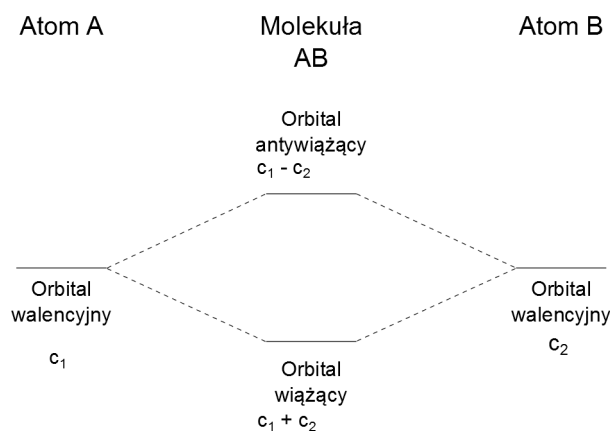 Atom A
Molekuła
AB
Atom B
Orbital
antywiążący
c₁ - c₂
Orbital
walencyjny
c₁
Orbital
walencyjny
c₂
Orbital
wiążący
c₁ + c₂